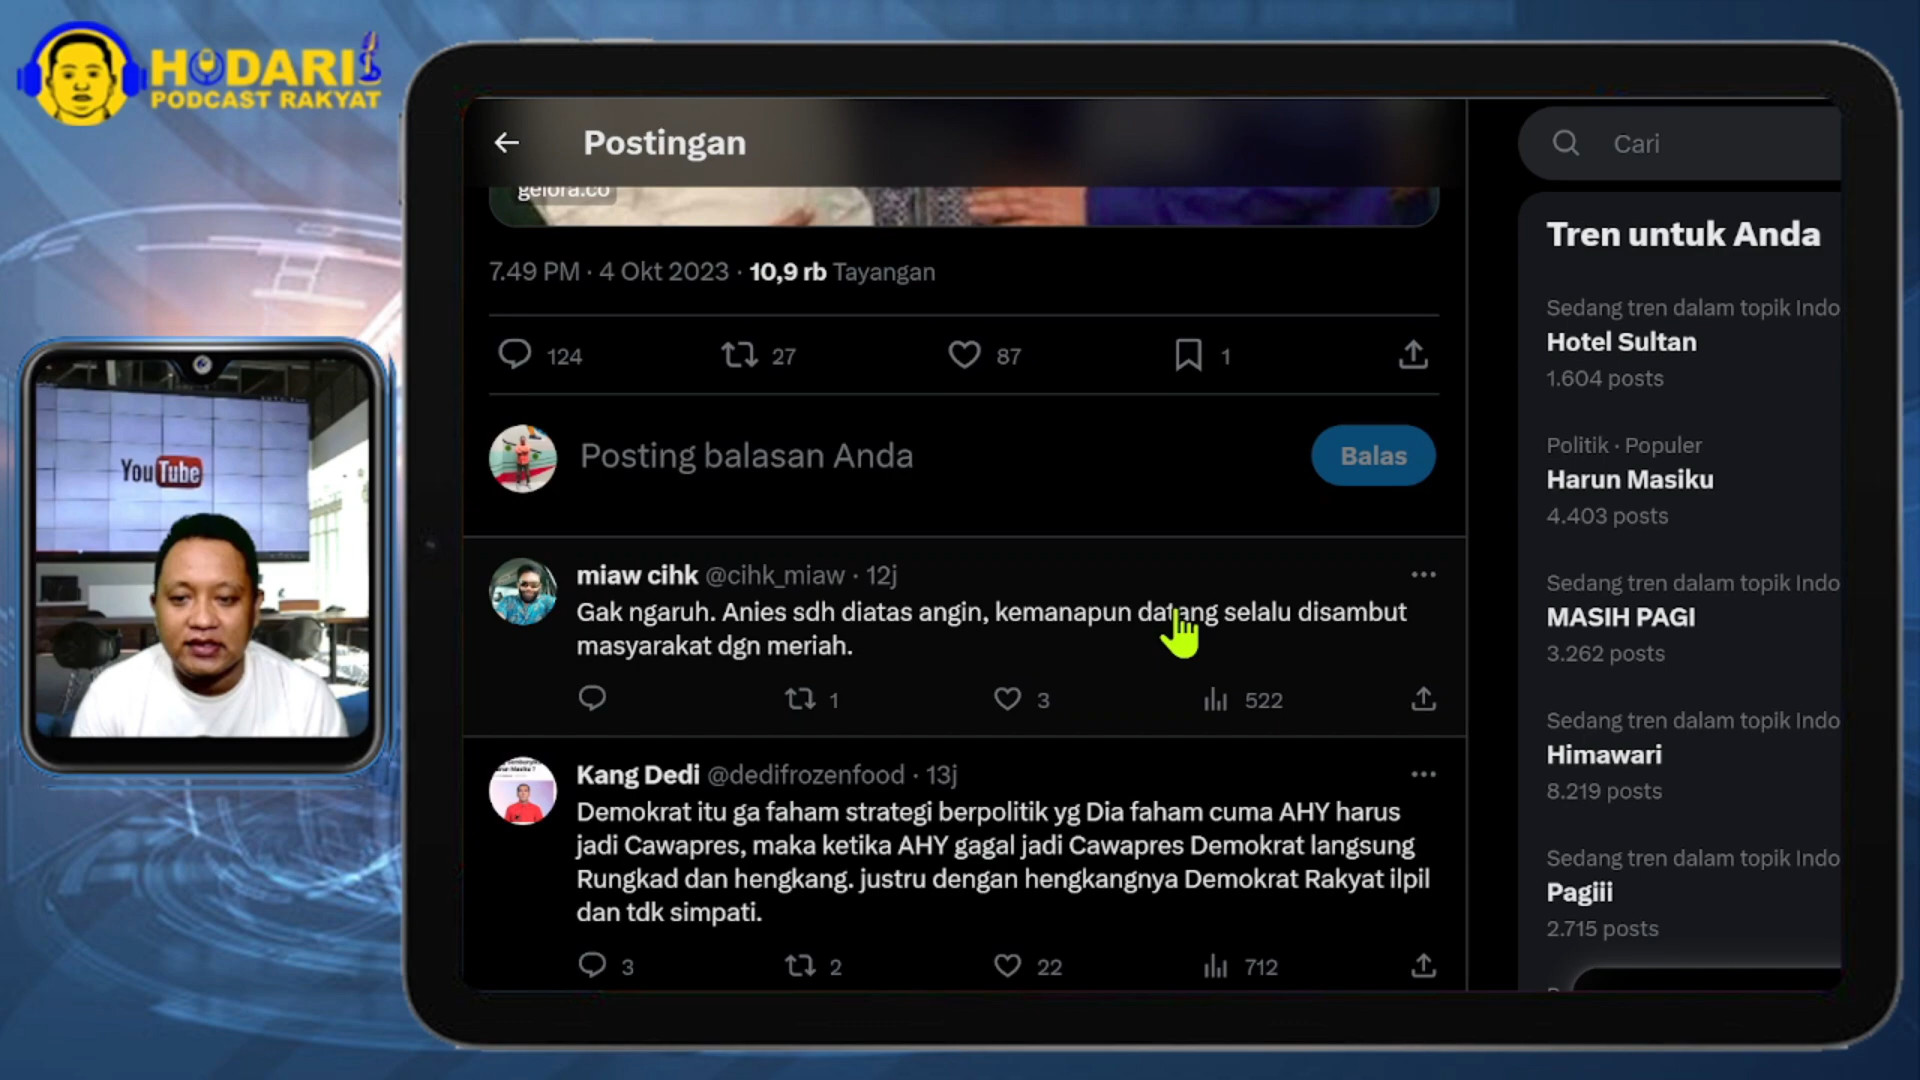 HODARI
PODCAST RAKYAT
YouTube
Postingan
gelora.co
7.49 PM · 4 Okt 2023 · 10,9 rb Tayangan
124 27 87 1
Posting balasan Anda
Balas
miaw cihk @cihk_miaw · 12j
Gak ngaruh. Anies sdh diatas angin, kemanapun datang selalu disambut
masyarakat dgn meriah.
1 3 522
Kang Dedi @dedifrozenfood · 13j
Demokrat itu ga faham strategi berpolitik yg Dia faham cuma AHY harus
jadi Cawapres, maka ketika AHY gagal jadi Cawapres Demokrat langsung
Rungkad dan hengkang. justru dengan hengkangnya Demokrat Rakyat ilpil
dan tdk simpati.
3 2 22 712
Cari
Tren untuk Anda
Sedang tren dalam topik Indo
Hotel Sultan
1.604 posts
Politik · Populer
Harun Masiku
4.403 posts
Sedang tren dalam topik Indo
MASIH PAGI
3.262 posts
Sedang tren dalam topik Indo
Himawari
8.219 posts
Sedang tren dalam topik Indo
Pagiii
2.715 posts